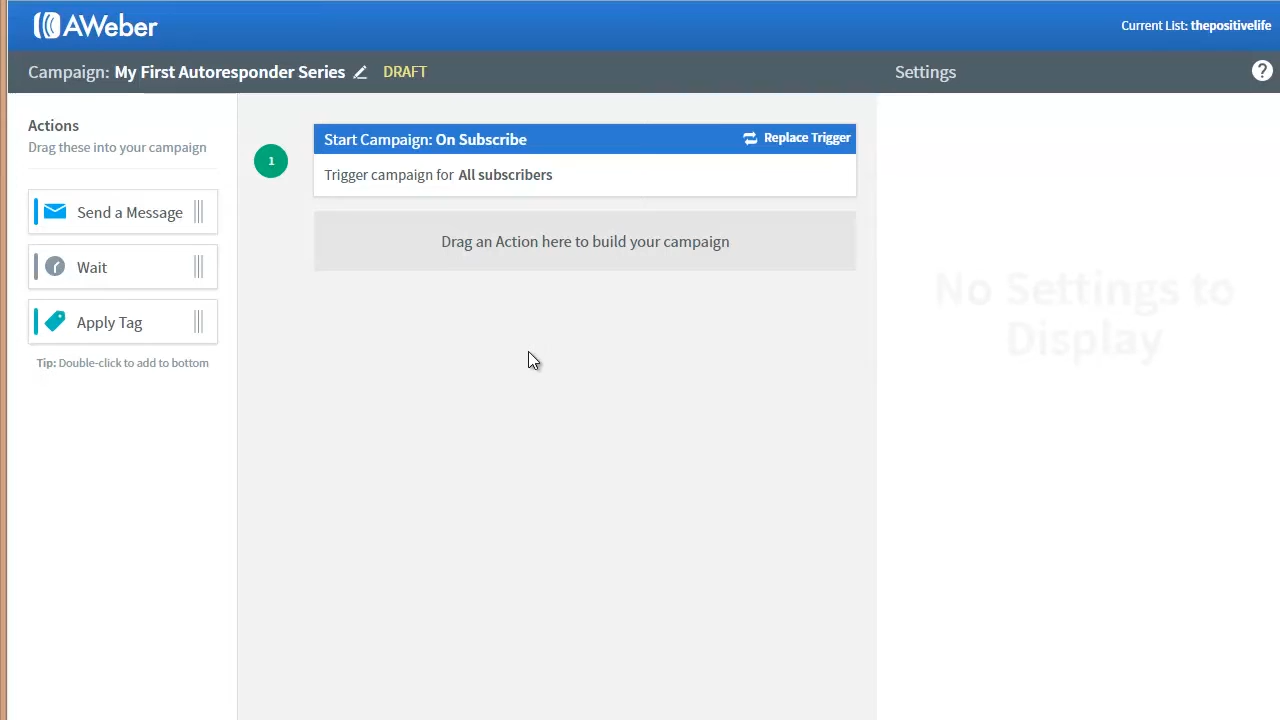 AWeber
Current List: thepositivelife
Campaign: My First Autoresponder Series DRAFT
Settings
?
Actions
Drag these into your campaign
Send a Message
Wait
Apply Tag
Tip: Double-click to add to bottom
1
Start Campaign: On Subscribe
Replace Trigger
Trigger campaign for All subscribers
Drag an Action here to build your campaign
No Settings to
Display